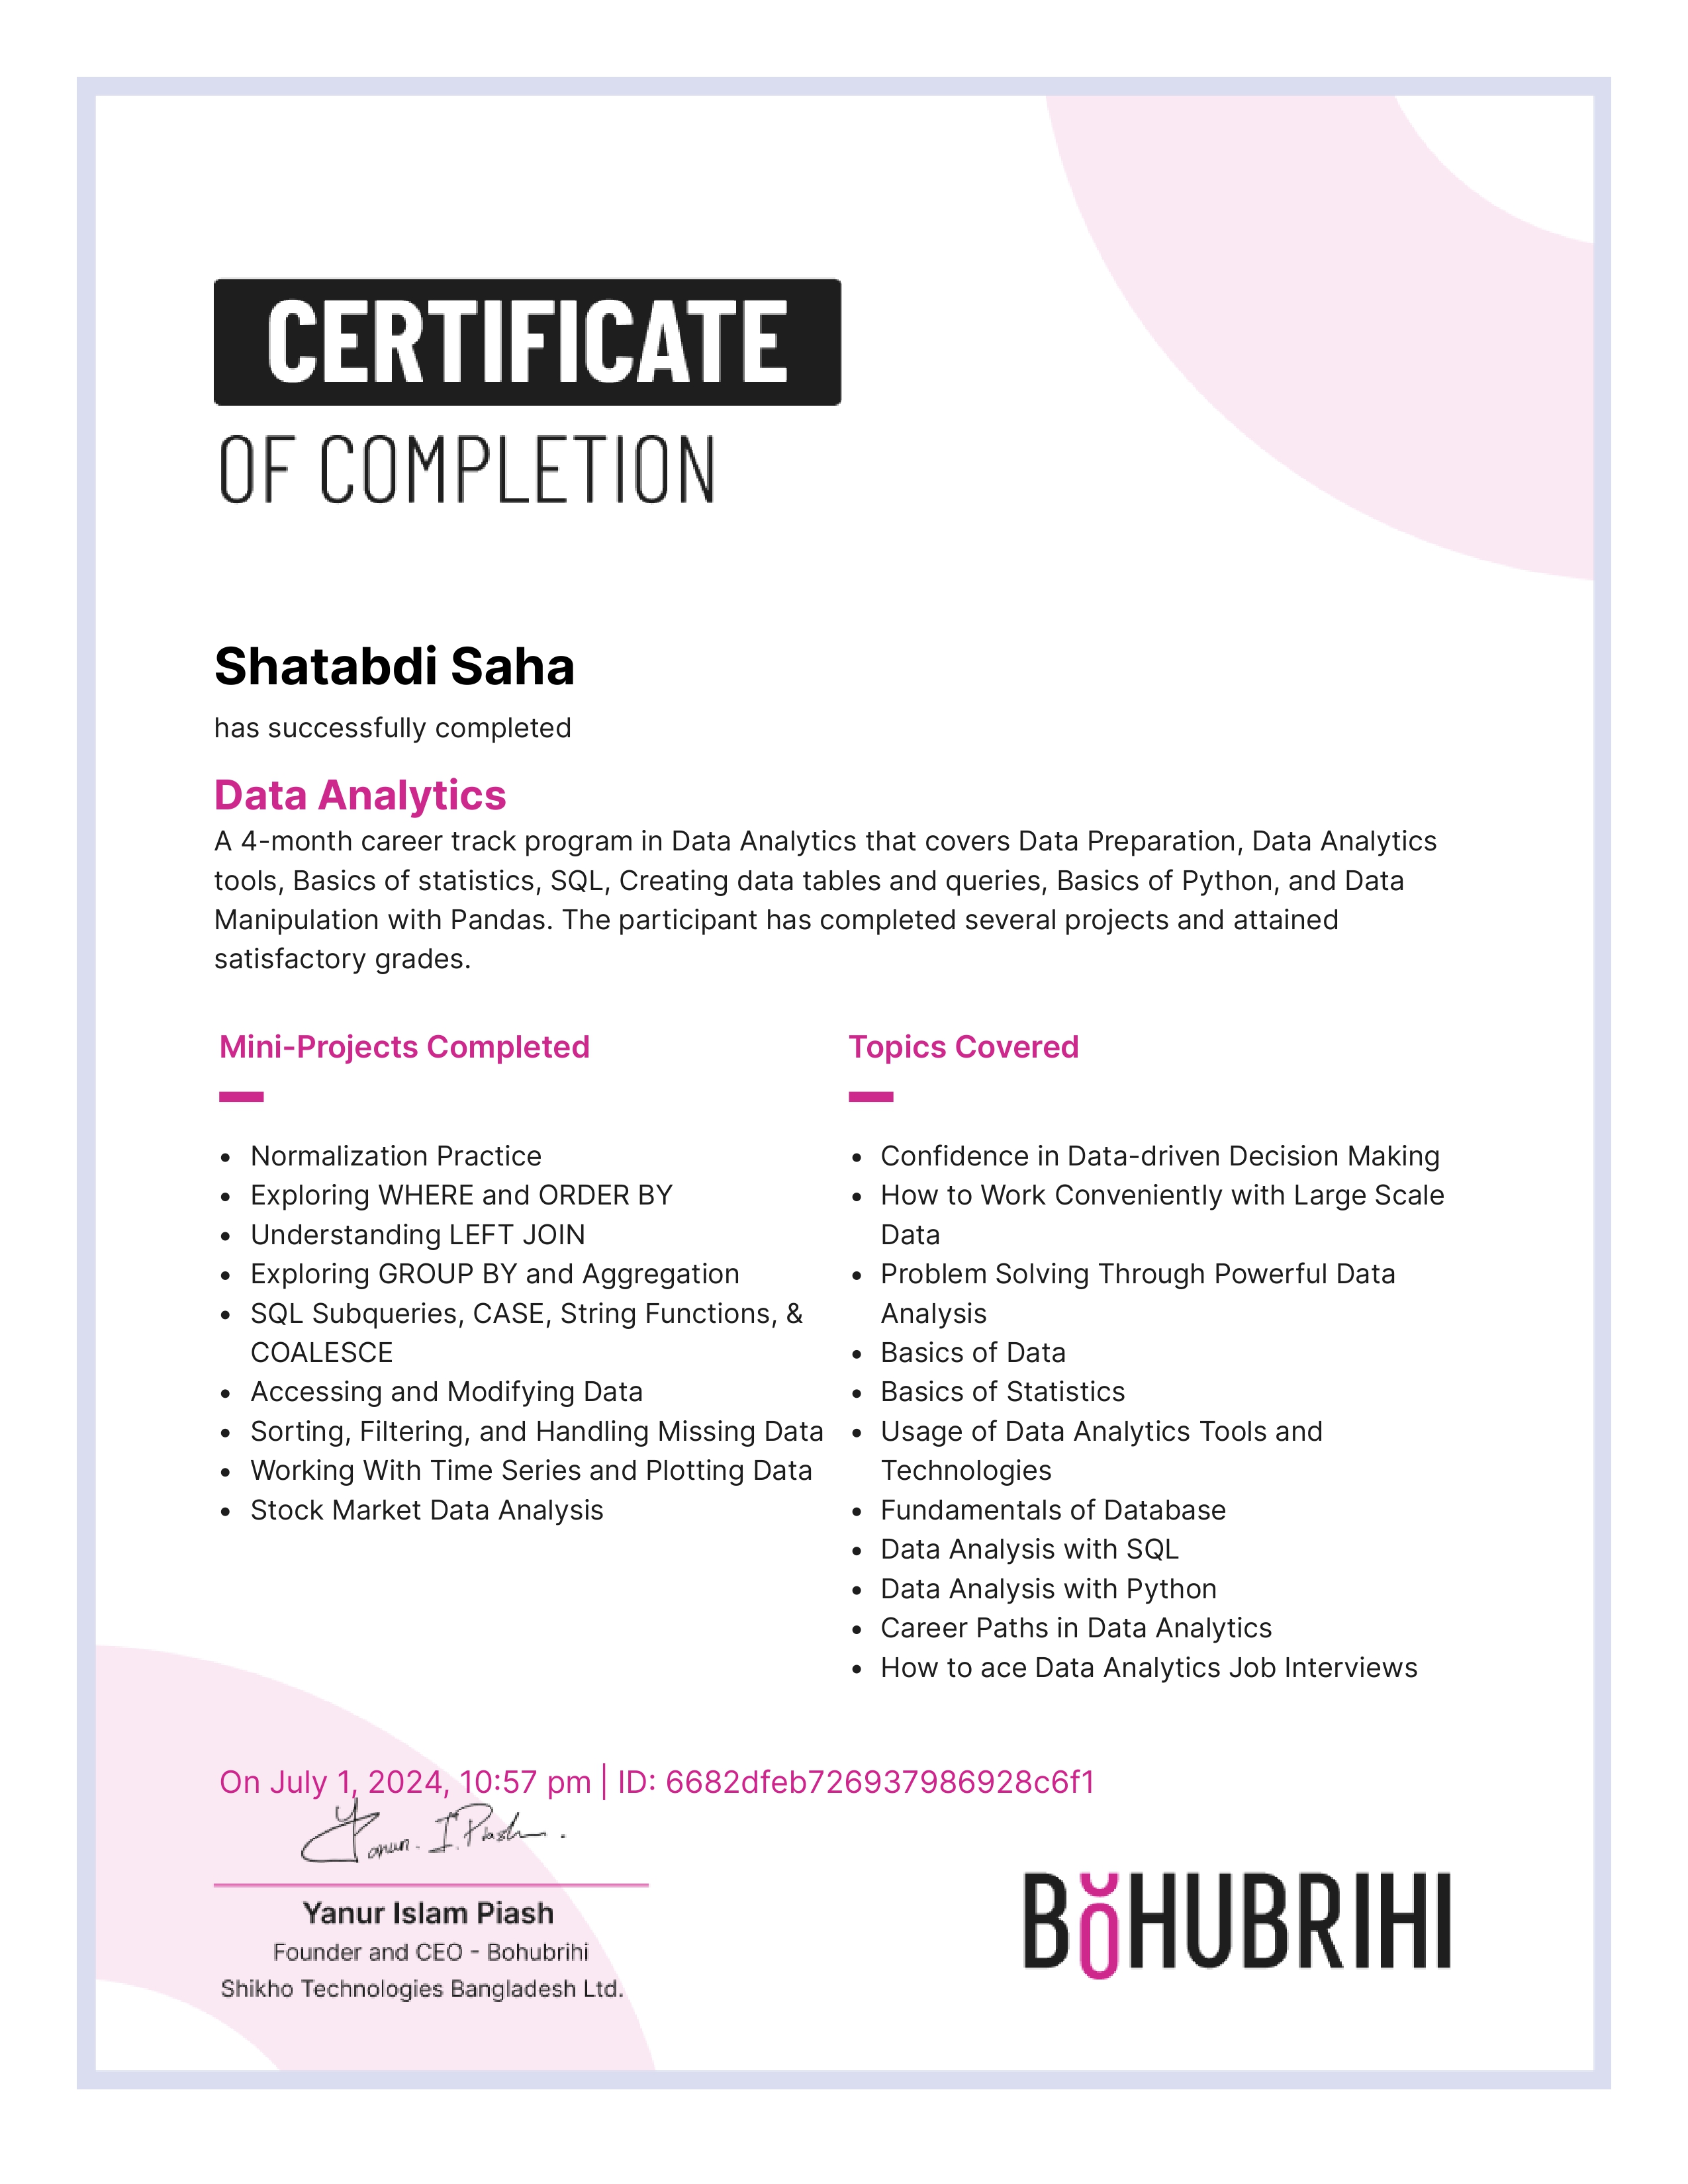 CERTIFICATE
OF COMPLETION
Shatabdi Saha
has successfully completed
Data Analytics
A 4-month career track program in Data Analytics that covers Data Preparation, Data Analytics
tools, Basics of statistics, SQL, Creating data tables and queries, Basics of Python, and Data
Manipulation with Pandas. The participant has completed several projects and attained
satisfactory grades.
Mini-Projects Completed
• Normalization Practice
• Exploring WHERE and ORDER BY
• Understanding LEFT JOIN
• Exploring GROUP BY and Aggregation
• SQL Subqueries, CASE, String Functions, &
COALESCE
• Accessing and Modifying Data
• Sorting, Filtering, and Handling Missing Data
• Working With Time Series and Plotting Data
• Stock Market Data Analysis
Topics Covered
• Confidence in Data-driven Decision Making
• How to Work Conveniently with Large Scale
Data
• Problem Solving Through Powerful Data
Analysis
• Basics of Data
• Basics of Statistics
• Usage of Data Analytics Tools and
Technologies
• Fundamentals of Database
• Data Analysis with SQL
• Data Analysis with Python
• Career Paths in Data Analytics
• How to ace Data Analytics Job Interviews
On July 1, 2024, 10:57 pm | ID: 6682dfeb726937986928c6f1
Yanur. I. Piash.
Yanur Islam Piash
Founder and CEO - Bohubrihi
Shikho Technologies Bangladesh Ltd.
BŏHUBRIHI